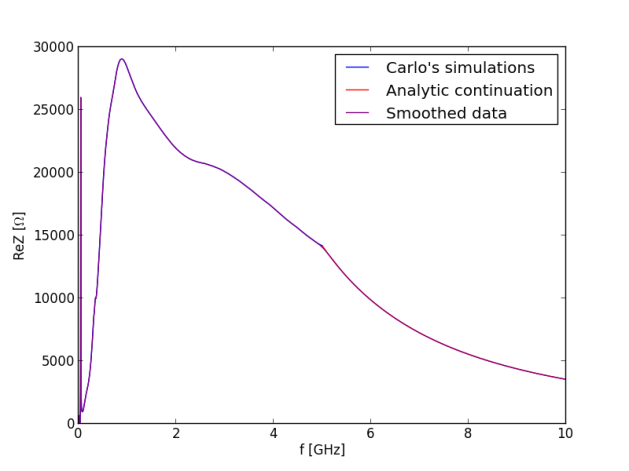 30000
25000
20000
15000
10000
5000
0
ReZ [Ω]
Carlo's simulations
Analytic continuation
Smoothed data
0 2 4 6 8 10
f [GHz]